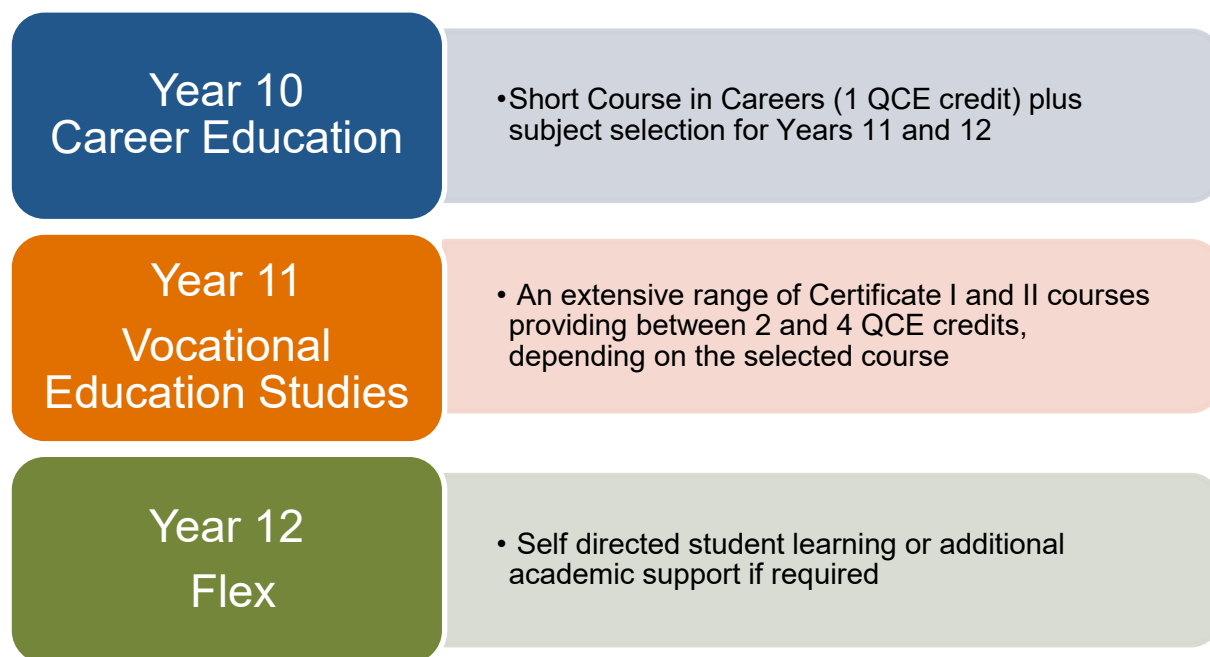 Year 10
Career Education
•Short Course in Careers (1 QCE credit) plus
subject selection for Years 11 and 12
Year 11
Vocational
Education Studies
• An extensive range of Certificate I and II courses
providing between 2 and 4 QCE credits,
depending on the selected course
Year 12
Flex
• Self directed student learning or additional
academic support if required